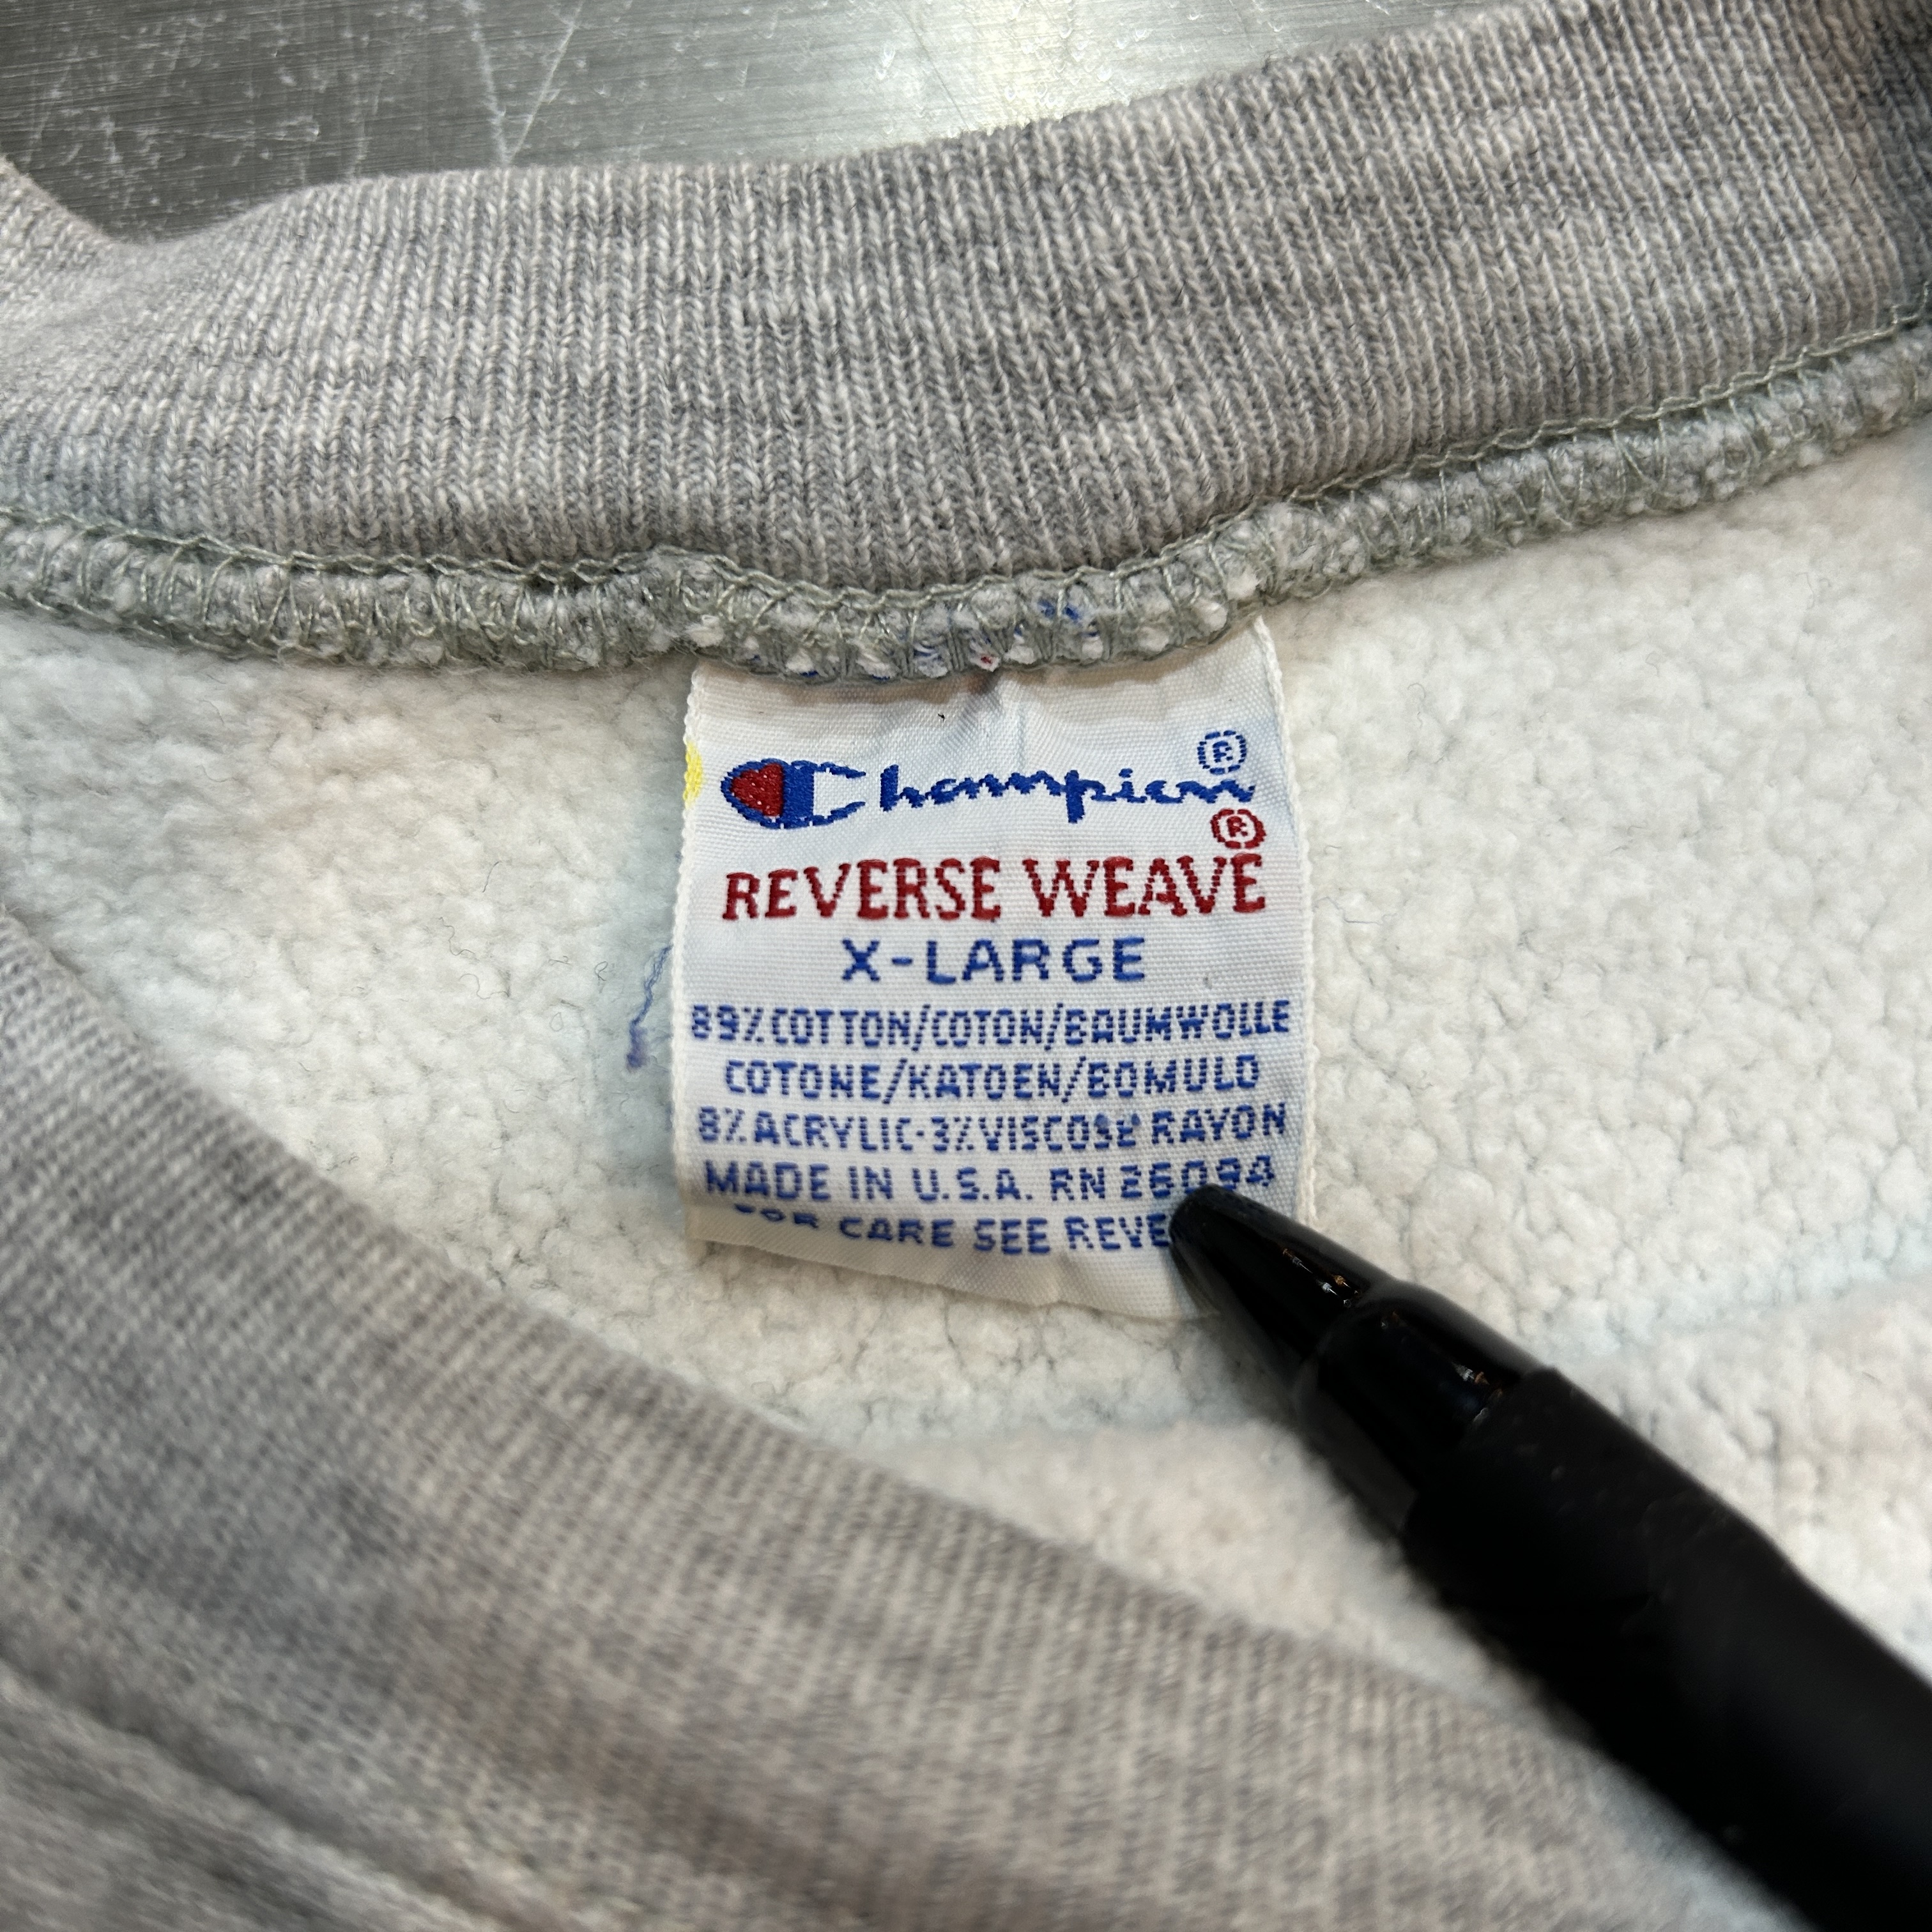 Champion®
®
REVERSE WEAVE
X-LARGE
89% COTTON/COTON/BAUMWOLLE
COTONE/KATOEN/BOMULD
8% ACRYLIC·3% VISCOSE RAYON
MADE IN U.S.A. RN 26094
FOR CARE SEE